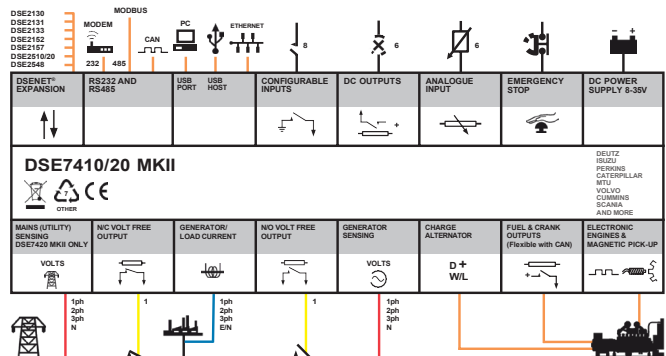 DSE2130
DSE2131
DSE2133
DSE2152
DSE2157
DSE2510/20
DSE2548
MODEM
MODBUS
232
485
CAN
PC
ETHERNET
8
6
6
DSENET® EXPANSION
RS232 AND RS485
USB PORT
USB HOST
CONFIGURABLE INPUTS
DC OUTPUTS
ANALOGUE INPUT
EMERGENCY STOP
DC POWER SUPPLY 8-35V
- +
+
DSE7410/20 MKII
7
OTHER
CE
DEUTZ
ISUZU
PERKINS
CATERPILLAR
MTU
VOLVO
CUMMINS
SCANIA
AND MORE
MAINS (UTILITY)
SENSING
DSE7420 MKII ONLY
VOLTS
N/C VOLT FREE
OUTPUT
GENERATOR/
LOAD CURRENT
N/O VOLT FREE
OUTPUT
GENERATOR
SENSING
VOLTS
CHARGE
ALTERNATOR
D+
W/L
FUEL & CRANK
OUTPUTS
(Flexible with CAN)
+
ELECTRONIC
ENGINES &
MAGNETIC PICK-UP
1ph
2ph
3ph
N
1
1ph
2ph
3ph
E/N
1
1ph
2ph
3ph
N